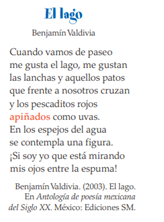 El lago
Benjamín Valdivia
Cuando vamos de paseo
me gusta el lago, me gustan
las lanchas y aquellos patos
que frente a nosotros cruzan
y los pescaditos rojos
apiñados como uvas.
En los espejos del agua
se contempla una figura.
¡Si soy yo que está mirando
mis ojos entre la espuma!
Benjamín Valdivia. (2003). El lago.
En Antología de poesía mexicana
del Siglo XX. México: Ediciones SM.